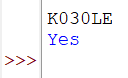 K030LE
Yes
>>>